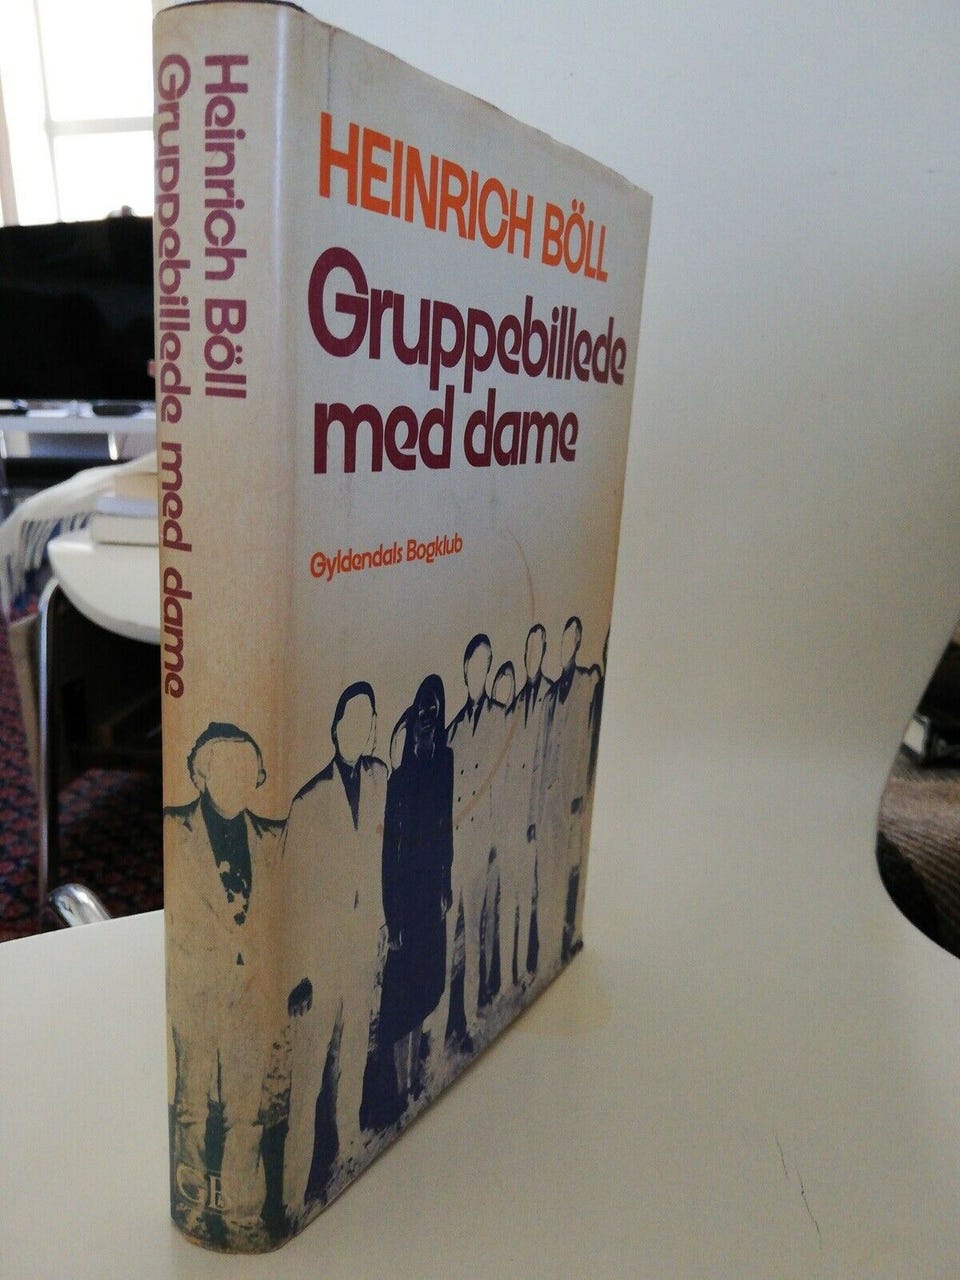 Heinrich Böll
Gruppebillede med dame
HEINRICH BÖLL
Gruppebillede
med dame
Gyldendals Bogklub
GB